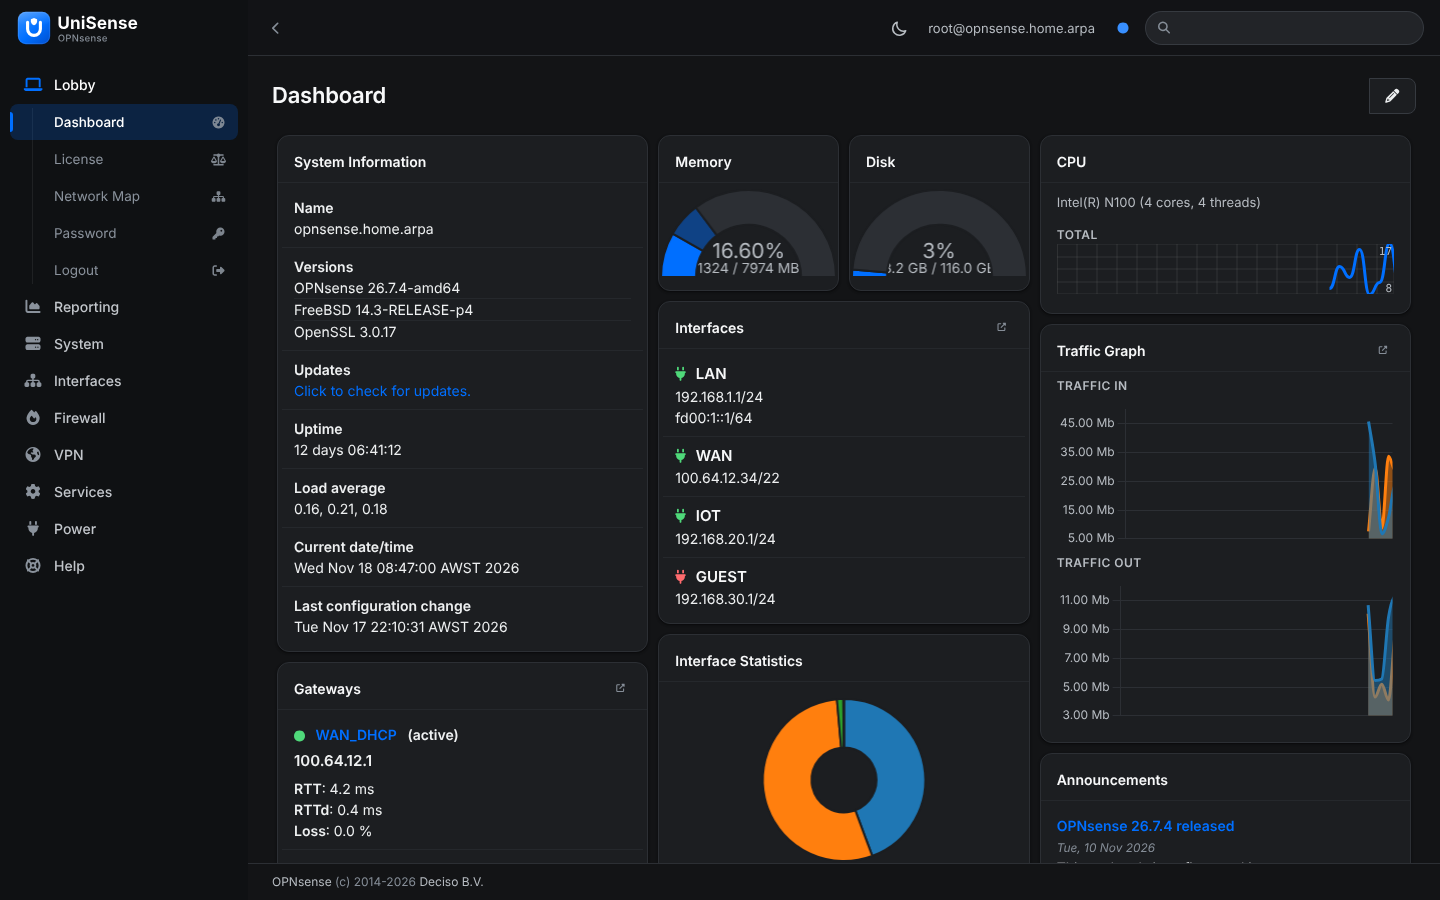 UniSense
OPNsense
root@opnsense.home.arpa
Lobby
Dashboard
License
Network Map
Password
Logout
Reporting
System
Interfaces
Firewall
VPN
Services
Power
Help
Dashboard
System Information
Name
opnsense.home.arpa
Versions
OPNsense 26.7.4-amd64
FreeBSD 14.3-RELEASE-p4
OpenSSL 3.0.17
Updates
Click to check for updates.
Uptime
12 days 06:41:12
Load average
0.16, 0.21, 0.18
Current date/time
Wed Nov 18 08:47:00 AWST 2026
Last configuration change
Tue Nov 17 22:10:31 AWST 2026
Gateways
WAN_DHCP (active)
100.64.12.1
RTT: 4.2 ms
RTTd: 0.4 ms
Loss: 0.0 %
Memory
16.60%
1324 / 7974 MB
Disk
3%
3.2 GB / 116.0 GB
Interfaces
LAN
192.168.1.1/24
fd00:1::1/64
WAN
100.64.12.34/22
IOT
192.168.20.1/24
GUEST
192.168.30.1/24
Interface Statistics
CPU
Intel(R) N100 (4 cores, 4 threads)
TOTAL
17
8
Traffic Graph
TRAFFIC IN
45.00 Mb
35.00 Mb
25.00 Mb
15.00 Mb
5.00 Mb
TRAFFIC OUT
11.00 Mb
9.00 Mb
7.00 Mb
5.00 Mb
3.00 Mb
Announcements
OPNsense 26.7.4 released
Tue, 10 Nov 2026
OPNsense (c) 2014-2026 Deciso B.V.